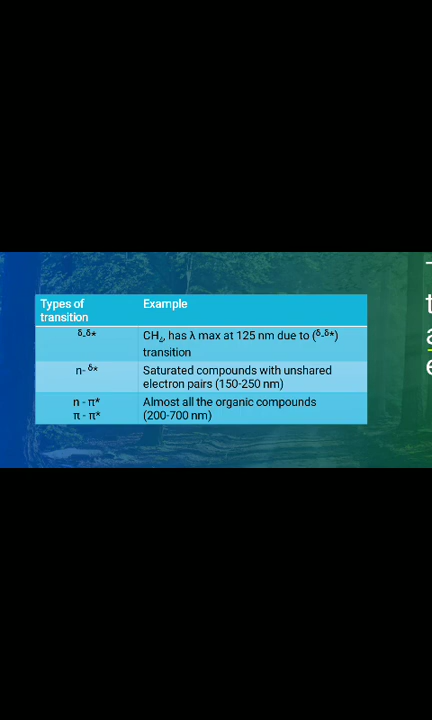 Types of transition
Example
δ-δ*
CH₄, has λ max at 125 nm due to (δ-δ*)
transition
n- δ*
Saturated compounds with unshared
electron pairs (150-250 nm)
n - π*
π - π*
Almost all the organic compounds
(200-700 nm)